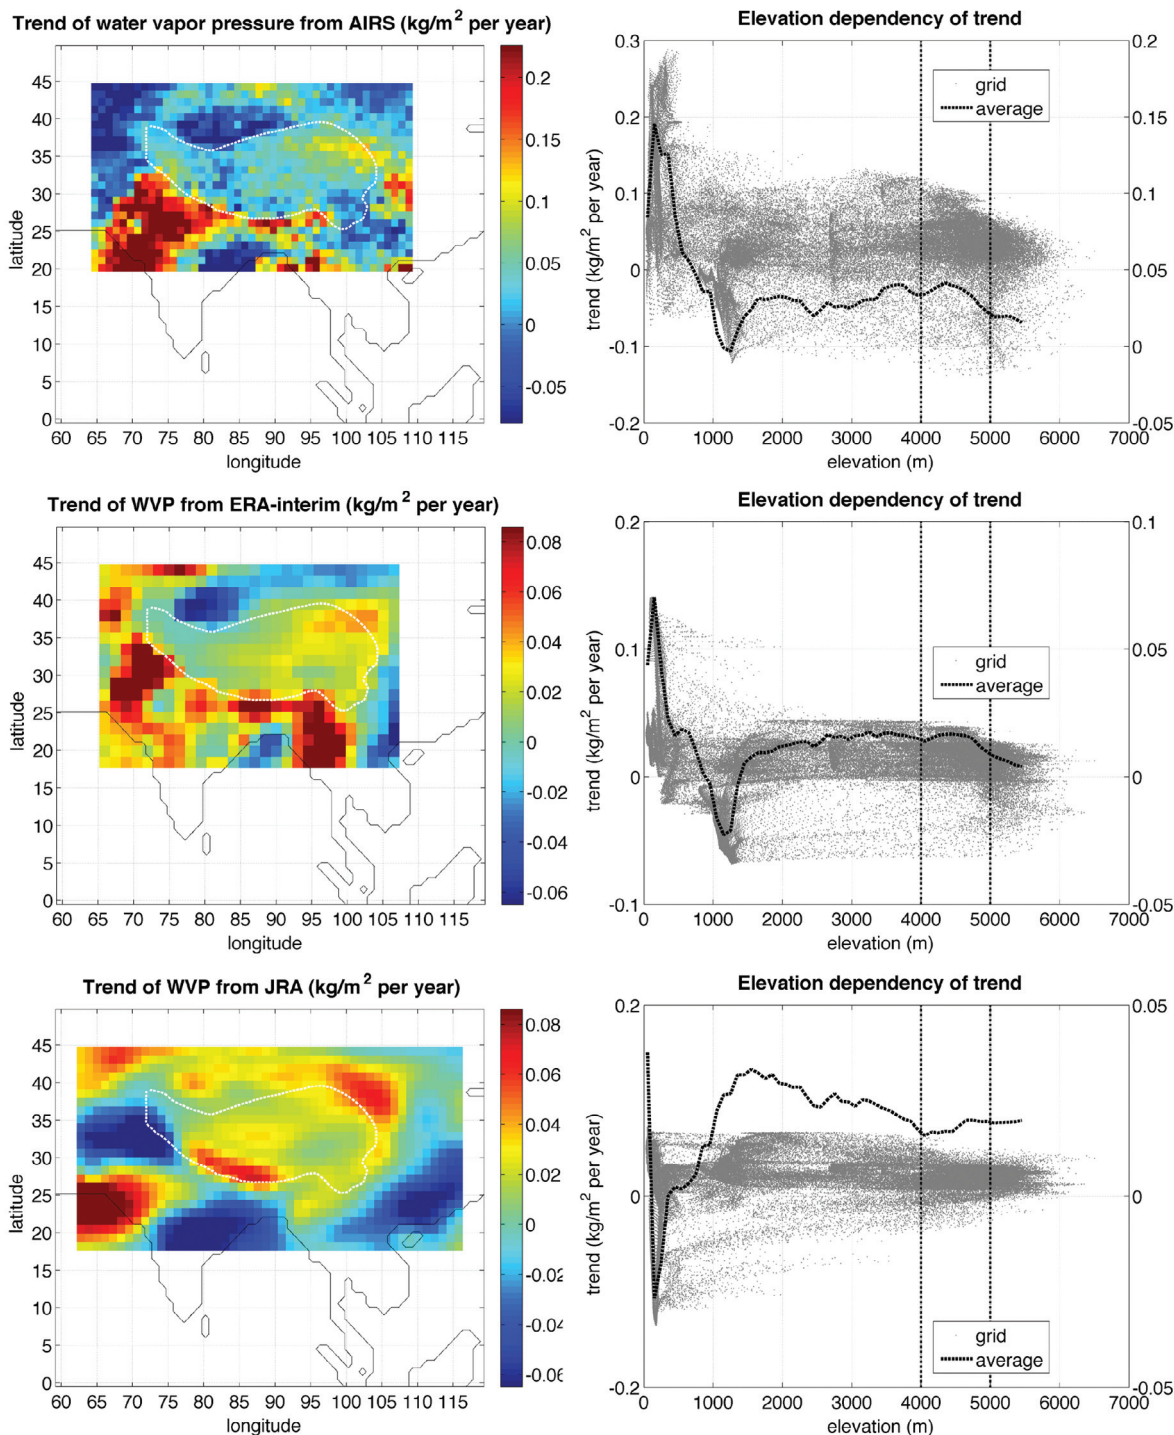 Trend of water vapor pressure from AIRS (kg/m² per year)
45
40
35
30
25
20
15
10
5
0
latitude
60 65 70 75 80 85 90 95 100 105 110 115
longitude
0.2
0.15
0.1
0.05
0
-0.05
Elevation dependency of trend
0.3
0.2
0.1
0
-0.1
-0.2
trend (kg/m² per year)
0.2
0.15
0.1
0.05
0
-0.05
grid
average
0 1000 2000 3000 4000 5000 6000 7000
elevation (m)
Trend of WVP from ERA-interim (kg/m² per year)
45
40
35
30
25
20
15
10
5
0
latitude
60 65 70 75 80 85 90 95 100 105 110 115
longitude
0.08
0.06
0.04
0.02
0
-0.02
-0.04
-0.06
Elevation dependency of trend
0.2
0.1
0
-0.1
trend (kg/m² per year)
0.1
0.05
0
-0.05
grid
average
0 1000 2000 3000 4000 5000 6000 7000
elevation (m)
Trend of WVP from JRA (kg/m² per year)
45
40
35
30
25
20
15
10
5
0
latitude
60 65 70 75 80 85 90 95 100 105 110 115
longitude
0.08
0.06
0.04
0.02
0
-0.02
-0.04
-0.06
Elevation dependency of trend
0.2
0.1
0
-0.1
-0.2
trend (kg/m² per year)
0.05
0
-0.05
grid
average
0 1000 2000 3000 4000 5000 6000 7000
elevation (m)